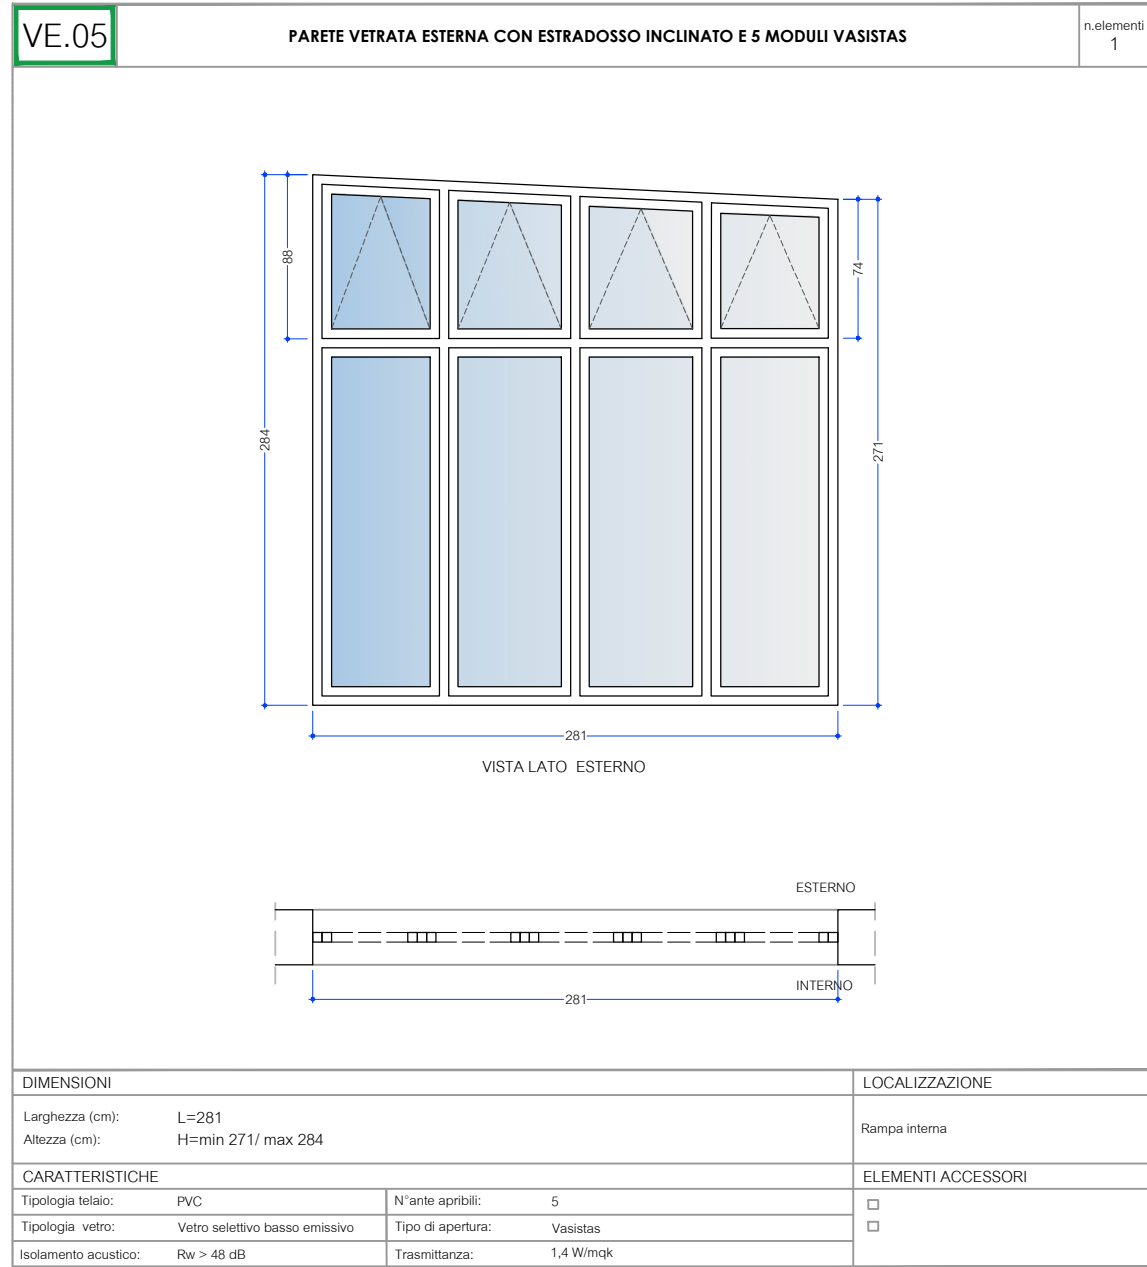 VE.05
PARETE VETRATA ESTERNA CON ESTRADOSSO INCLINATO E 5 MODULI VASISTAS
n.elementi
1
88
74
284
271
281
VISTA LATO ESTERNO
ESTERNO
INTERNO
281
DIMENSIONI
LOCALIZZAZIONE
Larghezza (cm): L=281
Altezza (cm): H=min 271/ max 284
Rampa interna
CARATTERISTICHE
ELEMENTI ACCESSORI
Tipologia telaio: PVC N°ante apribili: 5
Tipologia vetro: Vetro selettivo basso emissivo Tipo di apertura: Vasistas
Isolamento acustico: Rw > 48 dB Trasmittanza: 1,4 W/mqk